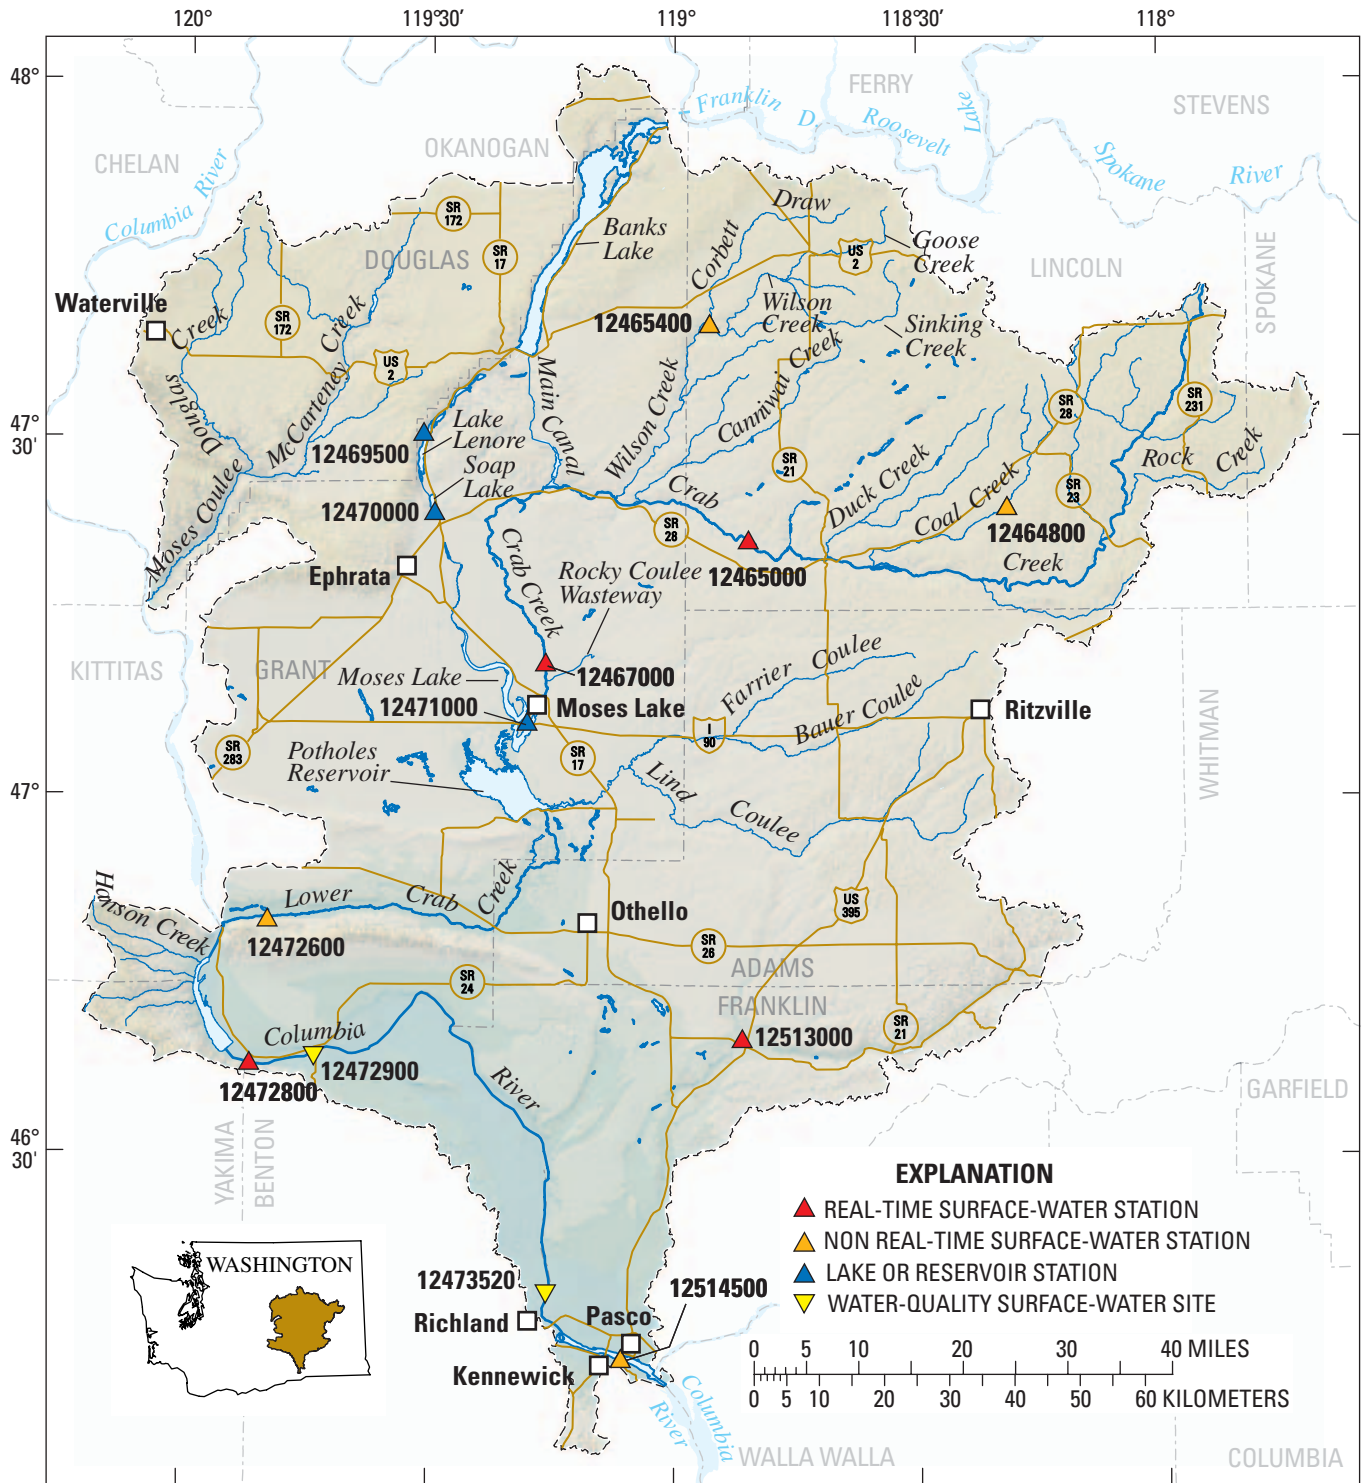 120°
119°30'
119°
118°30'
118°
48°
47°
30'
47°
46°
30'
FERRY
STEVENS
CHELAN
OKANOGAN
DOUGLAS
LINCOLN
SPOKANE
KITTITAS
GRANT
WHITMAN
ADAMS
FRANKLIN
GARFIELD
YAKIMA
BENTON
WALLA WALLA
COLUMBIA
Columbia River
Franklin D. Roosevelt Lake
Spokane River
Banks
Lake
Corbett Draw
Goose
Creek
Wilson
Creek
Sinking
Creek
Waterville
Douglas Creek
McCarteney Creek
Moses Coulee
Main Canal
Wilson Creek
Canniwai Creek
Lake
Lenore
Soap
Lake
Duck Creek
Coal Creek
Rock Creek
Crab Creek
Crab Creek
Ephrata
Rocky Coulee
Wasteway
Moses Lake
Moses Lake
Farrier Coulee
Bauer Coulee
Ritzville
Potholes
Reservoir
Lind Coulee
Lower Crab Creek
Hanson Creek
Othello
Columbia River
Richland
Pasco
Kennewick
Columbia
River
12465400
12469500
12470000
12465000
12464800
12467000
12471000
12472600
12472800
12472900
12513000
12473520
12514500
SR
172
SR
17
SR
172
US
2
US
2
SR
21
SR
28
SR
231
SR
23
SR
28
SR
283
SR
17
I
90
US
395
SR
26
SR
24
SR
21
EXPLANATION
REAL-TIME SURFACE-WATER STATION
NON REAL-TIME SURFACE-WATER STATION
LAKE OR RESERVOIR STATION
WATER-QUALITY SURFACE-WATER SITE
0 5 10 20 30 40 MILES
0 5 10 20 30 40 50 60 KILOMETERS
WASHINGTON